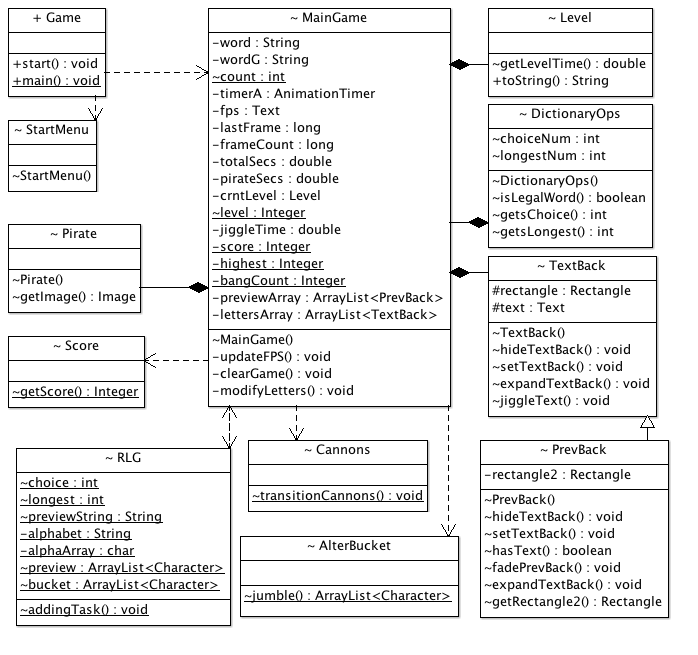 + Game
+start() : void
+main() : void
~ StartMenu
~StartMenu()
~ Pirate
~Pirate()
~getImage() : Image
~ Score
~getScore() : Integer
~ RLG
~choice : int
~longest : int
~previewString : String
-alphabet : String
-alphaArray : char
~preview : ArrayList<Character>
~bucket : ArrayList<Character>
~addingTask() : void
~ MainGame
-word : String
-wordG : String
~count : int
-timerA : AnimationTimer
-fps : Text
-lastFrame : long
-frameCount : long
-totalSecs : double
-pirateSecs : double
-crntLevel : Level
~level : Integer
-jiggleTime : double
-score : Integer
-highest : Integer
-bangCount : Integer
-previewArray : ArrayList<PrevBack>
-lettersArray : ArrayList<TextBack>
~MainGame()
-updateFPS() : void
-clearGame() : void
-modifyLetters() : void
~ Cannons
~transitionCannons() : void
~ AlterBucket
~jumble() : ArrayList<Character>
~ Level
~getLevelTime() : double
+toString() : String
~ DictionaryOps
~choiceNum : int
~longestNum : int
~DictionaryOps()
~isLegalWord() : boolean
~getsChoice() : int
~getsLongest() : int
~ TextBack
#rectangle : Rectangle
#text : Text
~TextBack()
~hideTextBack() : void
~setTextBack() : void
~expandTextBack() : void
~jiggleText() : void
~ PrevBack
-rectangle2 : Rectangle
~PrevBack()
~hideTextBack() : void
~setTextBack() : void
~hasText() : boolean
~fadePrevBack() : void
~expandTextBack() : void
~getRectangle2() : Rectangle